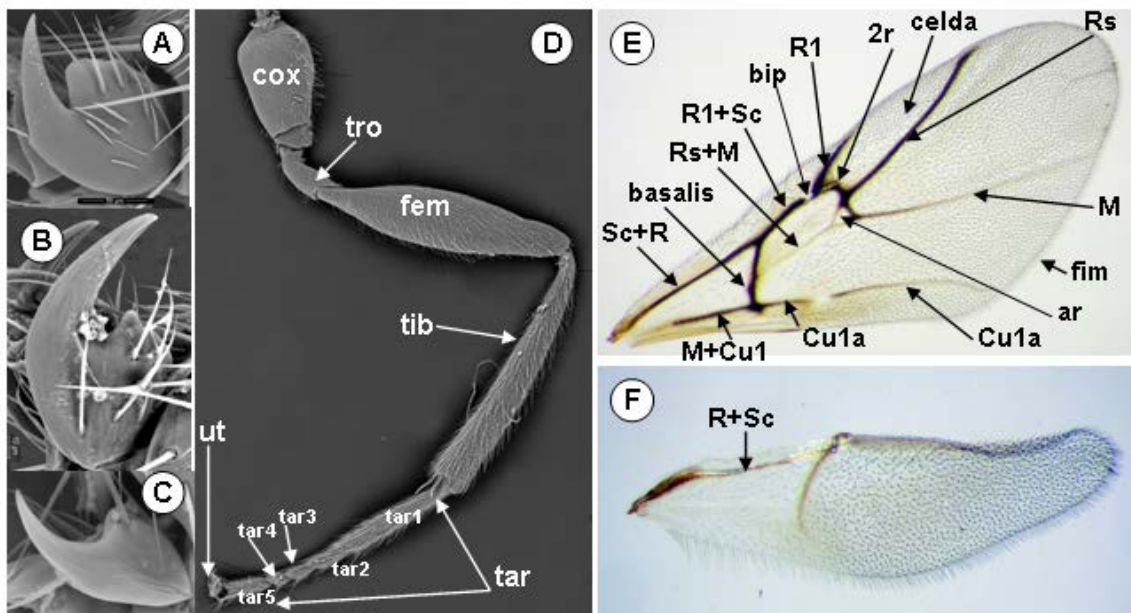 A
B
C
D
cox
tro
fem
tib
ut
tar4
tar3
tar1
tar2
tar5
tar
E
celda
Rs
2r
R1
bip
R1+Sc
Rs+M
basalis
Sc+R
M
fim
ar
Cu1a
Cu1a
M+Cu1
F
R+Sc